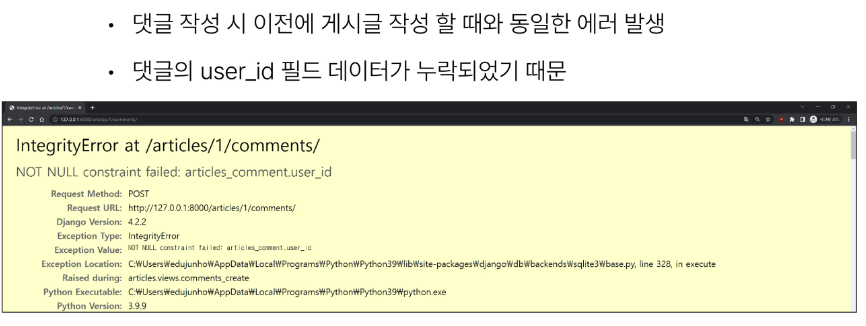 • 댓글 작성 시 이전에 게시글 작성 할 때와 동일한 에러 발생
• 댓글의 user_id 필드 데이터가 누락되었기 때문
IntegrityError at /articles/1/comm
127.0.0.1:8000/articles/1/comments/
IntegrityError at /articles/1/comments/
NOT NULL constraint failed: articles_comment.user_id
Request Method: POST
Request URL: http://127.0.0.1:8000/articles/1/comments/
Django Version: 4.2.2
Exception Type: IntegrityError
Exception Value: NOT NULL constraint failed: articles_comment.user_id
Exception Location: C:₩Users₩edujunho₩AppData₩Local₩Programs₩Python₩Python39₩lib₩site-packages₩django₩db₩backends₩sqlite3₩base.py, line 328, in execute
Raised during: articles.views.comments_create
Python Executable: C:₩Users₩edujunho₩AppData₩Local₩Programs₩Python₩Python39₩python.exe
Python Version: 3.9.9